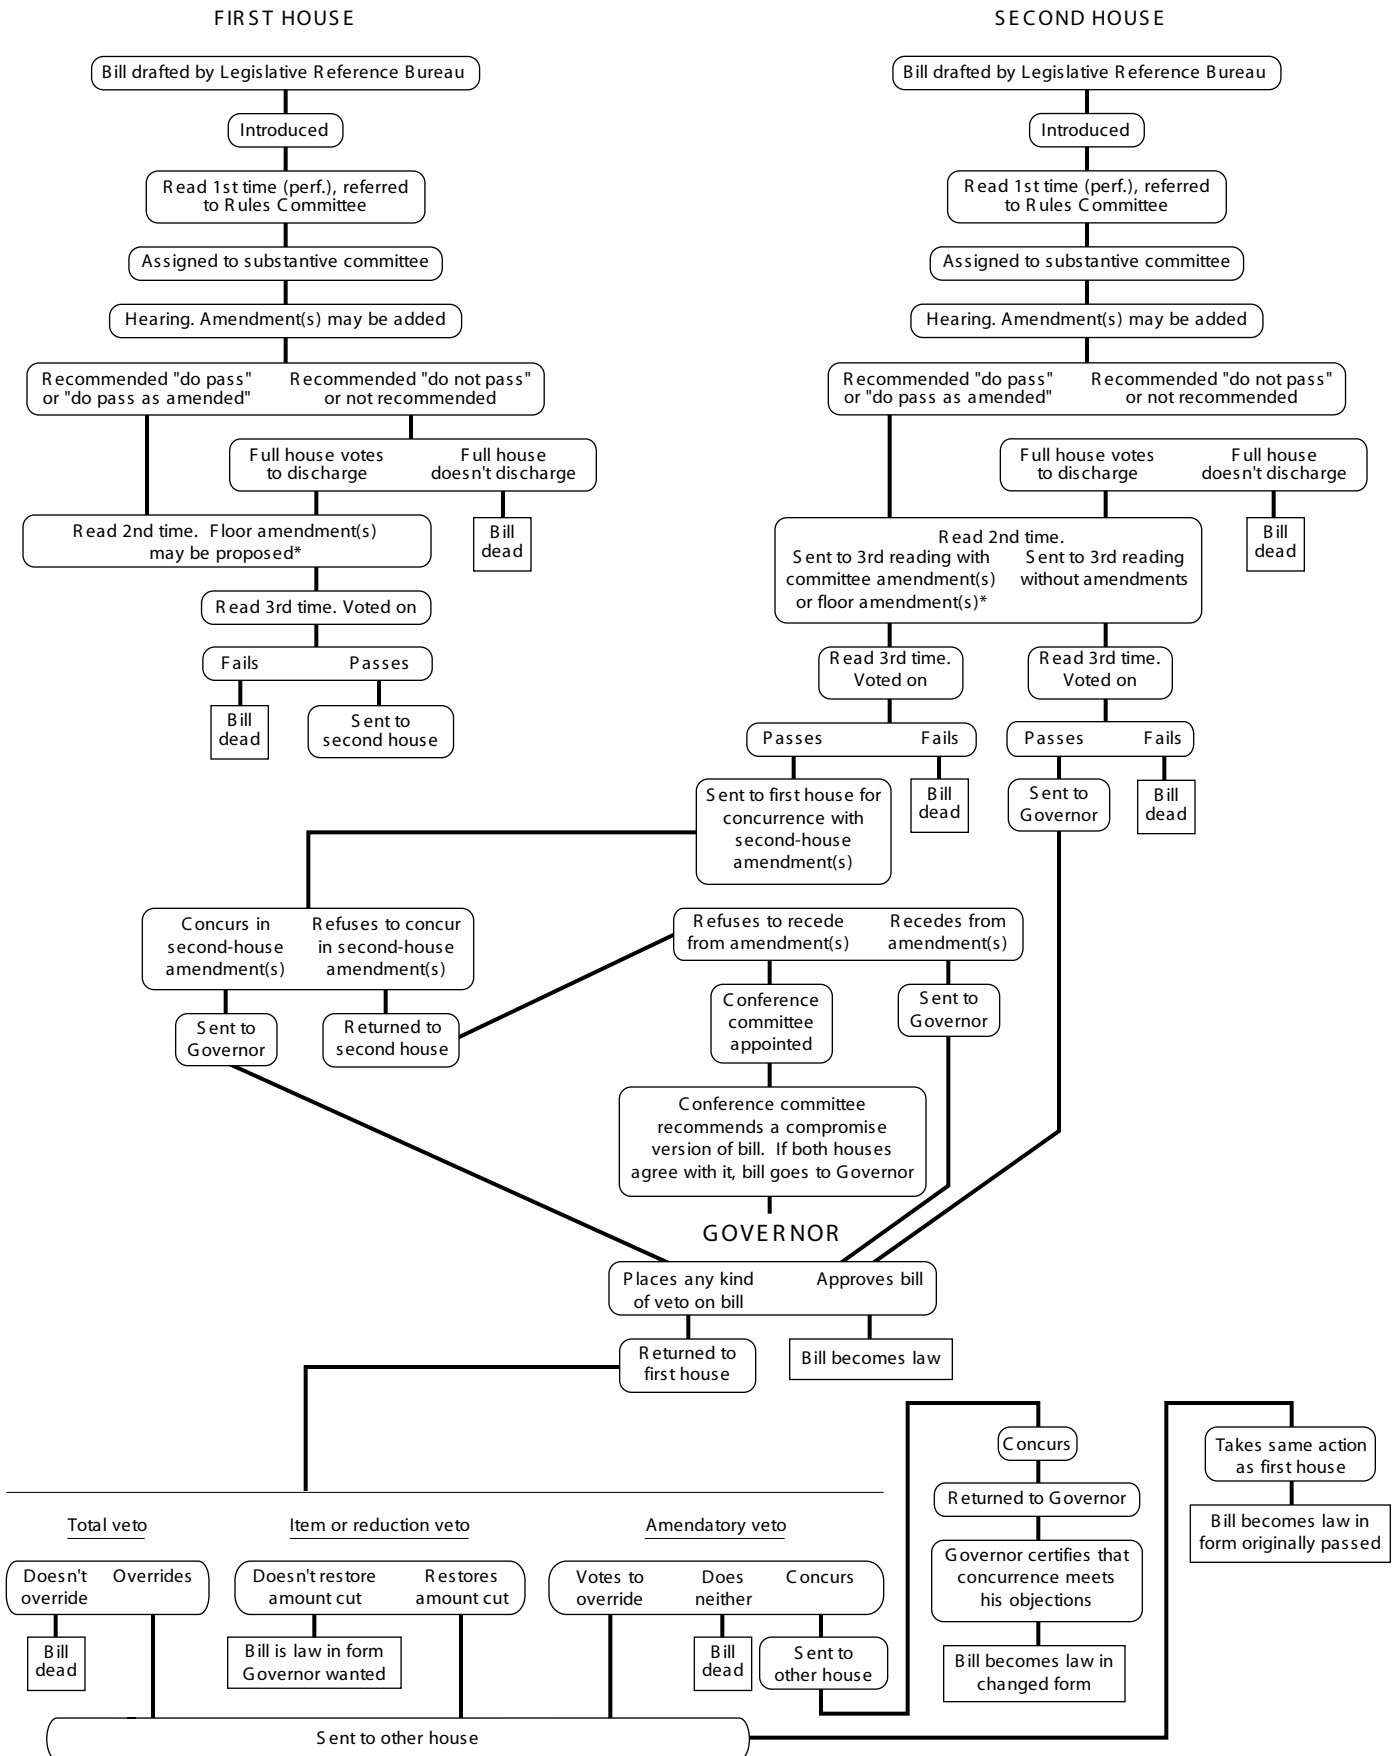 FIRST HOUSE
Bill drafted by Legislative Reference Bureau
Introduced
Read 1st time (perf.), referred
to Rules Committee
Assigned to substantive committee
Hearing. Amendment(s) may be added
Recommended "do pass"
or "do pass as amended"
Recommended "do not pass"
or not recommended
Full house votes
to discharge
Full house
doesn't discharge
Read 2nd time. Floor amendment(s)
may be proposed*
Bill
dead
Read 3rd time. Voted on
Fails
Passes
Bill
dead
Sent to
second house
SECOND HOUSE
Bill drafted by Legislative Reference Bureau
Introduced
Read 1st time (perf.), referred
to Rules Committee
Assigned to substantive committee
Hearing. Amendment(s) may be added
Recommended "do pass"
or "do pass as amended"
Recommended "do not pass"
or not recommended
Full house votes
to discharge
Full house
doesn't discharge
Bill
dead
Read 2nd time.
Sent to 3rd reading with
committee amendment(s)
or floor amendment(s)*
Sent to 3rd reading
without amendments
Read 3rd time.
Voted on
Read 3rd time.
Voted on
Passes
Fails
Passes
Fails
Sent to first house for
concurrence with
second-house
amendment(s)
Bill
dead
Sent to
Governor
Bill
dead
Concurs in
second-house
amendment(s)
Refuses to concur
in second-house
amendment(s)
Sent to
Governor
Returned to
second house
Refuses to recede
from amendment(s)
Recedes from
amendment(s)
Conference
committee
appointed
Sent to
Governor
Conference committee
recommends a compromise
version of bill. If both houses
agree with it, bill goes to Governor
GOVERNOR
Places any kind
of veto on bill
Approves bill
Returned to
first house
Bill becomes law
Total veto
Doesn't
override
Overrides
Bill
dead
Item or reduction veto
Doesn't restore
amount cut
Restores
amount cut
Bill is law in form
Governor wanted
Amendatory veto
Votes to
override
Does
neither
Concurs
Bill
dead
Sent to
other house
Sent to other house
Concurs
Returned to Governor
Governor certifies that
concurrence meets
his objections
Bill becomes law in
changed form
Takes same action
as first house
Bill becomes law in
form originally passed